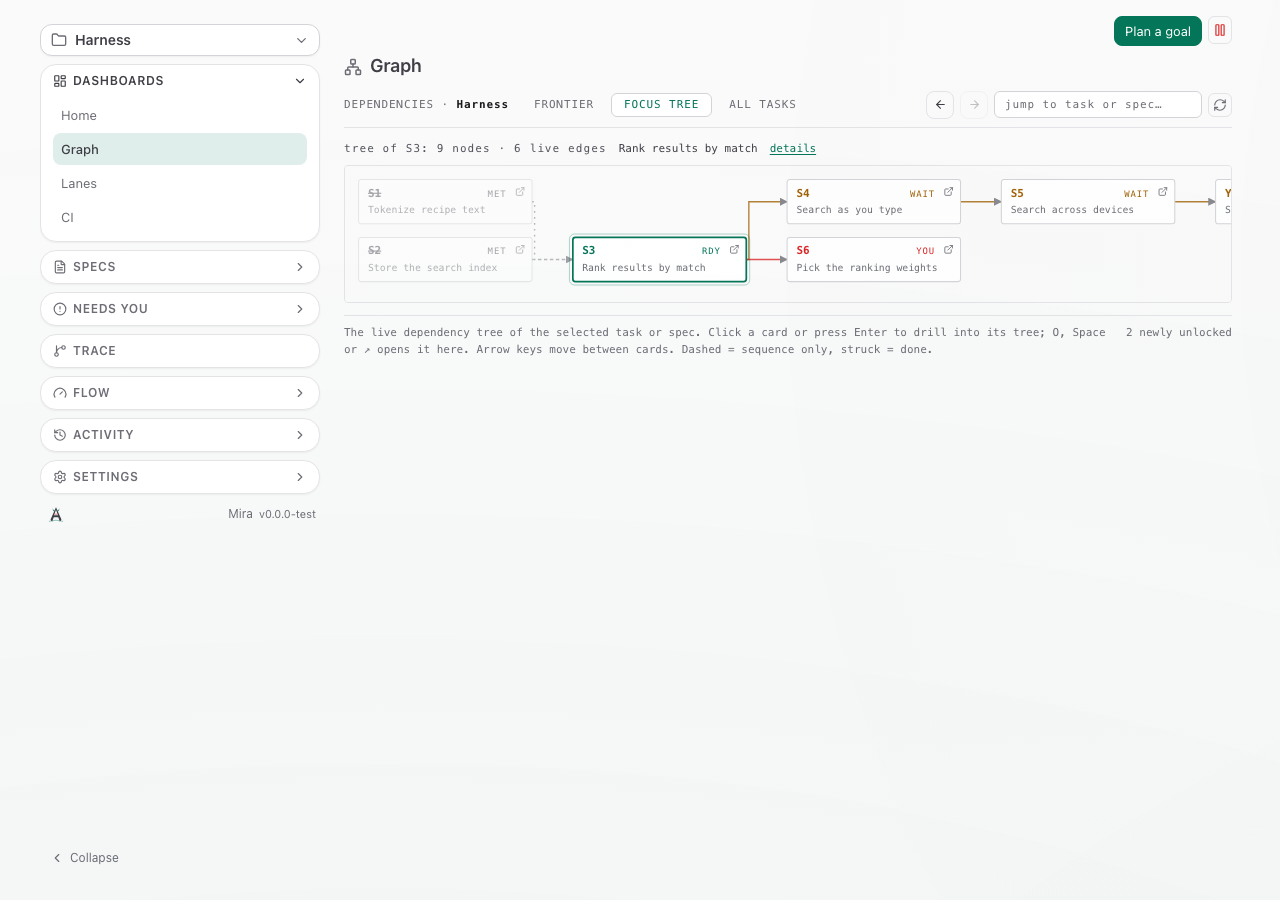 Harness
DASHBOARDS
Home
Graph
Lanes
CI
SPECS
NEEDS YOU
TRACE
FLOW
ACTIVITY
SETTINGS
Mira v0.0.0-test
Collapse
Plan a goal
Graph
DEPENDENCIES · Harness FRONTIER FOCUS TREE ALL TASKS
jump to task or spec…
tree of S3: 9 nodes · 6 live edges Rank results by match details
S1 MET
Tokenize recipe text
S4 WAIT
Search as you type
S5 WAIT
Search across devices
Y
S
S2 MET
Store the search index
S3 RDY
Rank results by match
S6 YOU
Pick the ranking weights
The live dependency tree of the selected task or spec. Click a card or press Enter to drill into its tree; O, Space
or ↗ opens it here. Arrow keys move between cards. Dashed = sequence only, struck = done.
2 newly unlocked